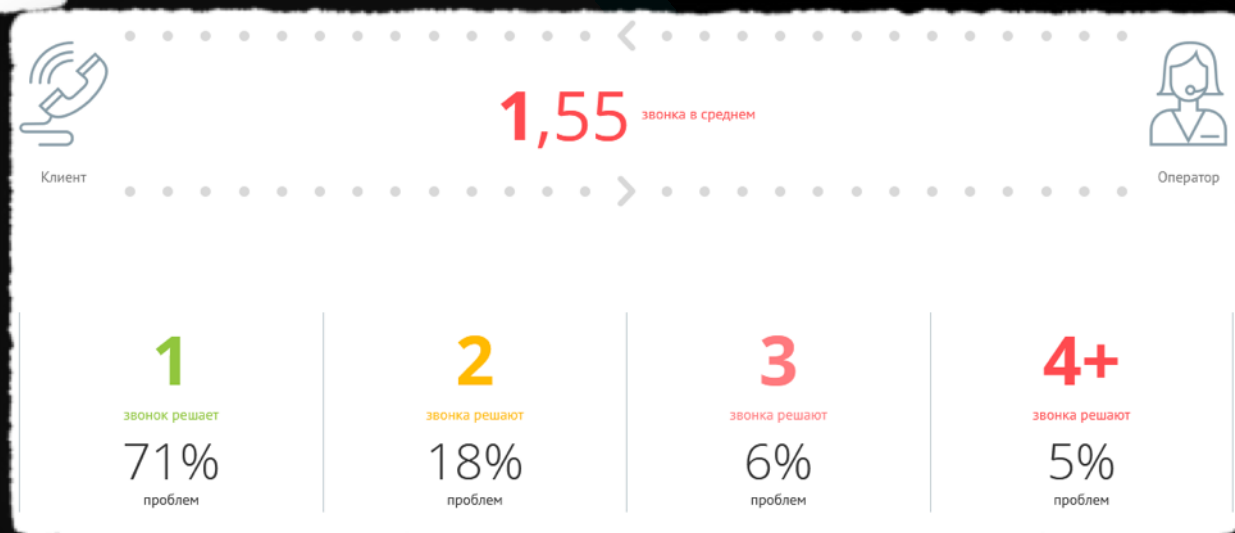 1,55 звонка в среднем
Клиент
Оператор
1
звонок решает
71%
проблем
2
звонка решают
18%
проблем
3
звонка решают
6%
проблем
4+
звонка решают
5%
проблем